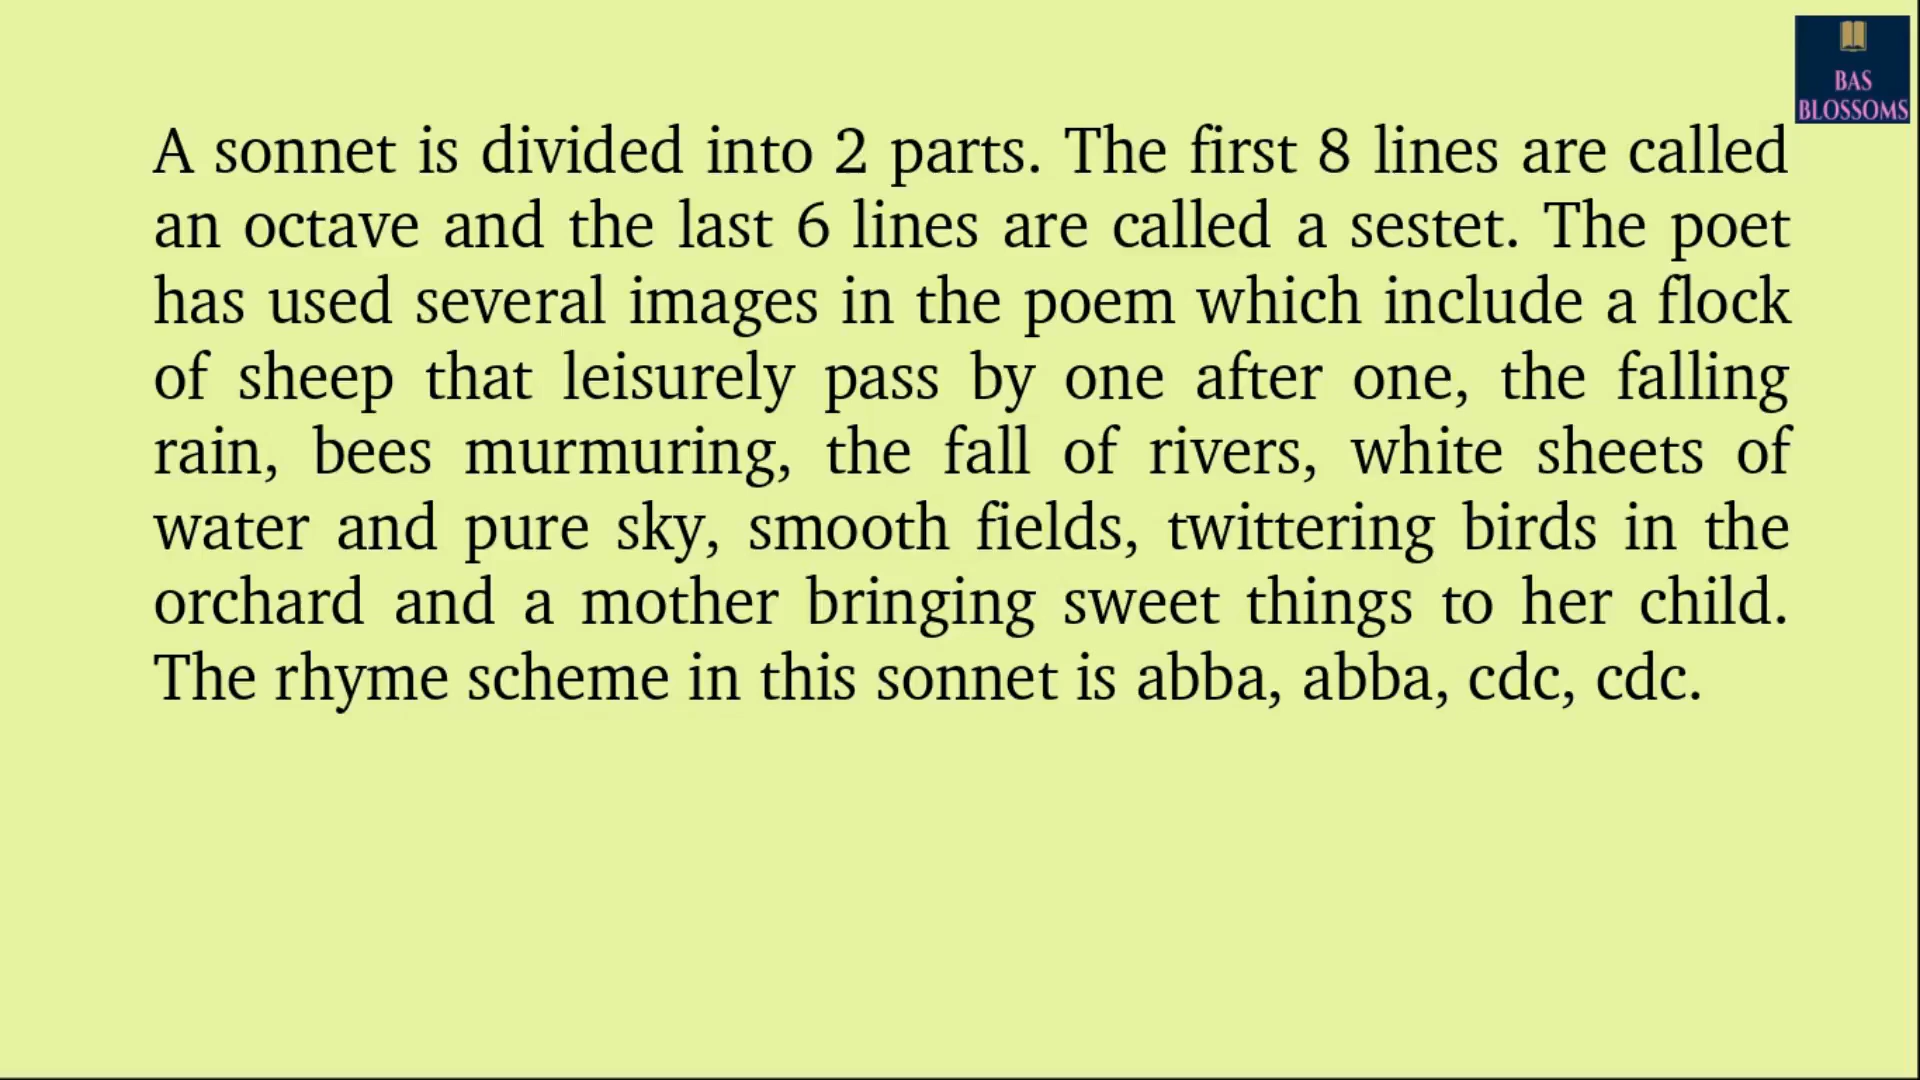 BAS
BLOSSOMS
A sonnet is divided into 2 parts. The first 8 lines are called
an octave and the last 6 lines are called a sestet. The poet
has used several images in the poem which include a flock
of sheep that leisurely pass by one after one, the falling
rain, bees murmuring, the fall of rivers, white sheets of
water and pure sky, smooth fields, twittering birds in the
orchard and a mother bringing sweet things to her child.
The rhyme scheme in this sonnet is abba, abba, cdc, cdc.